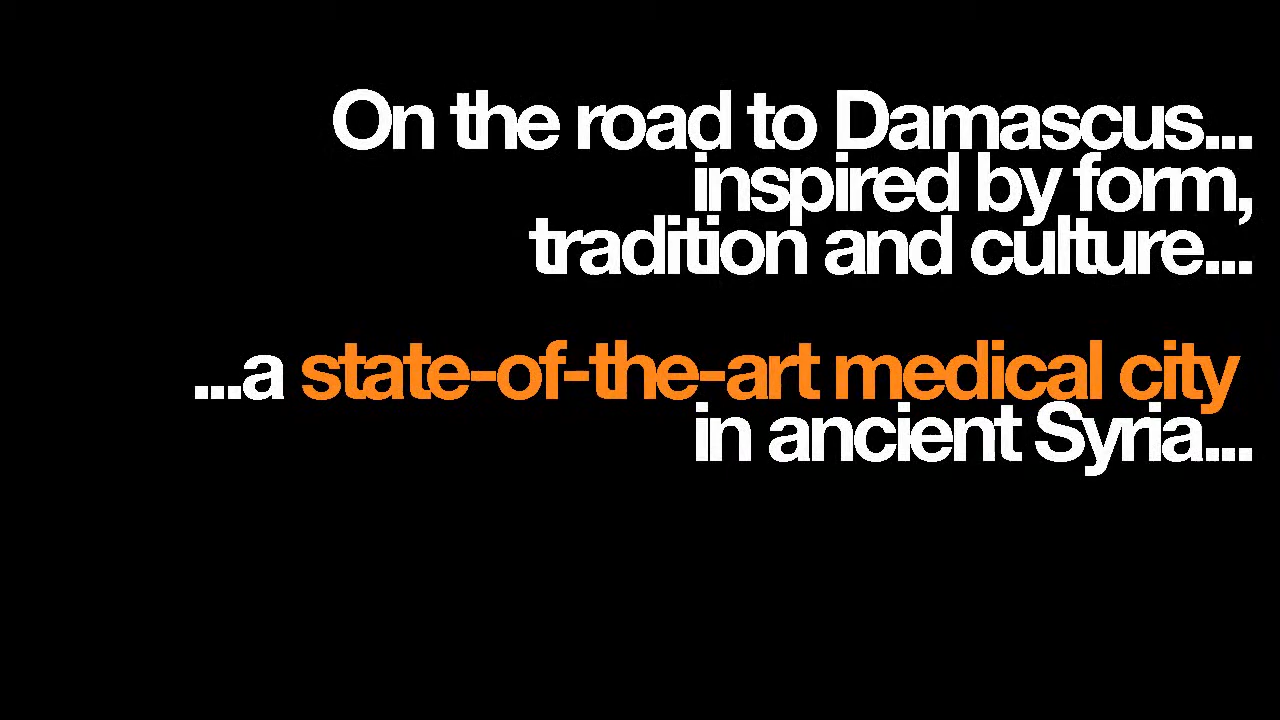 On the road to Damascus...
inspired by form,
tradition and culture...
...a state-of-the-art medical city
in ancient Syria...